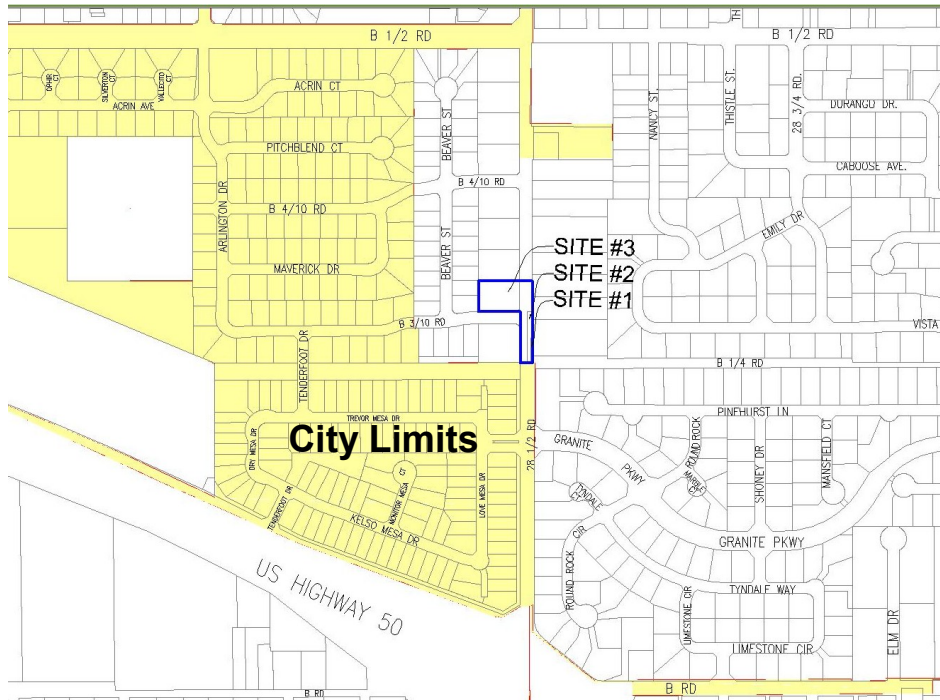 B 1/2 RD
B 1/2 RD
TH
OPHIR CT
SILVERTON CT
VALLECITO CT
ACRIN CT
ACRIN AVE
BEAVER ST
NANCY ST.
THISTLE ST.
28 3/4 RD.
DURANGO DR.
PITCHBLEND CT
CABOOSE AVE.
B 4/10 RD
ARLINGTON DR
B 4/10 RD
EMILY DR
BEAVER ST
SITE #3
MAVERICK DR
SITE #2
SITE #1
B 3/10 RD
VISTA
TENDERFOOT DR
B 1/4 RD
PINEHURST LN
TREVOR MESA DR
City Limits
DRY MESA DR
28 1/2 RD
GRANITE
PKWY
ROUND ROCK
MARBLE CT
SHONEY DR
MANSFIELD CT
MONITOR MESA CT
LOVE MESA DR
TYNDALE CT
TENDERFOOT DR
KELSO MESA DR
GRANITE PKWY
ROUND ROCK CIR
US HIGHWAY 50
TYNDALE WAY
LIMESTONE CIR
LIMESTONE CIR
ELM DR
B RD
B RD